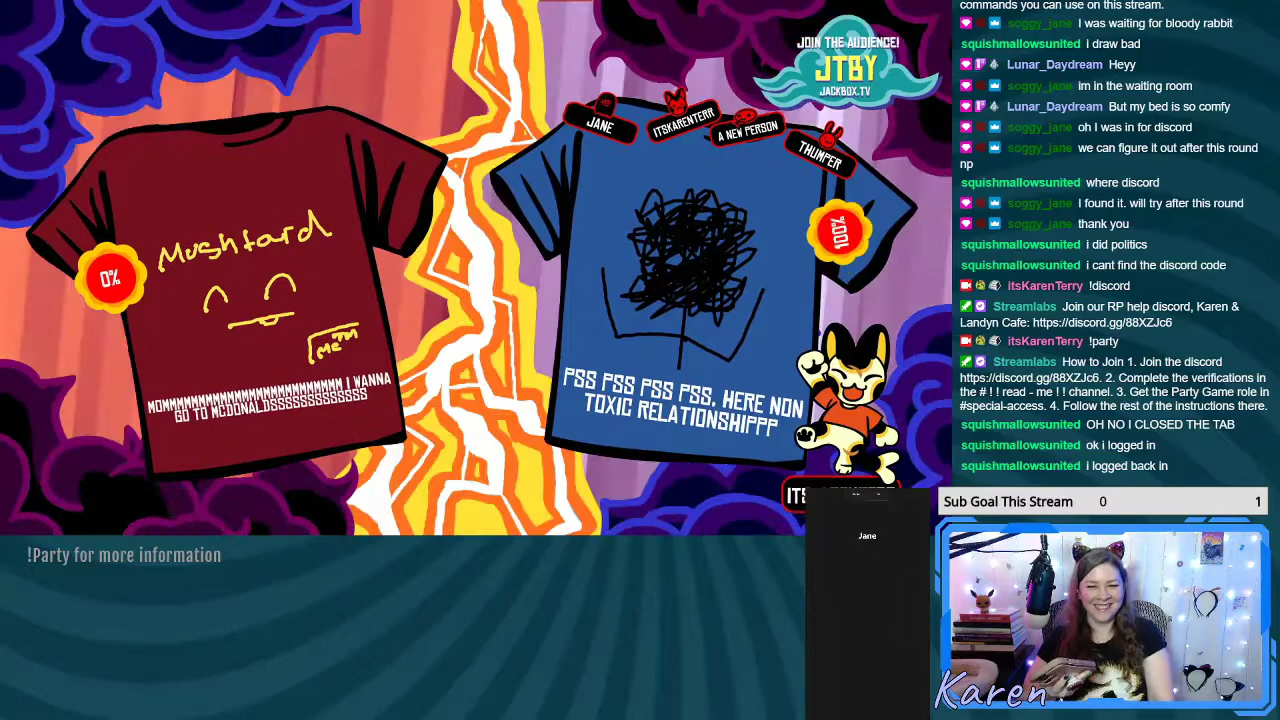 JOIN THE AUDIENCE!
JTBY
JACKBOX.TV
JANE
ITSKARENTERR
A NEW PERSON
THUMPER
Mushtard
0%
ME™
MOMMMMMMMMMMMMMMMMMMMMMM I WANNA
GO TO MCDONALDSSSSSSSSSSSSS
100%
PSS PSS PSS PSS, HERE NON
TOXIC RELATIONSHIPPP
Jane
!Party for more information
commands you can use on this stream.
soggy_jane I was waiting for bloody rabbit
squishmallowsunited i draw bad
Lunar_Daydream Heyy
soggy_jane im in the waiting room
Lunar_Daydream But my bed is so comfy
soggy_jane oh I was in for discord
soggy_jane we can figure it out after this round
np
squishmallowsunited where discord
soggy_jane I found it. will try after this round
soggy_jane thank you
squishmallowsunited i did politics
squishmallowsunited i cant find the discord code
itsKarenTerry !discord
Streamlabs Join our RP help discord, Karen &
Landyn Cafe: https://discord.gg/88XZJc6
itsKarenTerry !party
Streamlabs How to Join 1. Join the discord
https://discord.gg/88XZJc6. 2. Complete the verifications in
the # ! ! read - me ! ! channel. 3. Get the Party Game role in
#special-access. 4. Follow the rest of the instructions there.
squishmallowsunited OH NO I CLOSED THE TAB
squishmallowsunited ok i logged in
squishmallowsunited i logged back in
Sub Goal This Stream 0 1
Karen